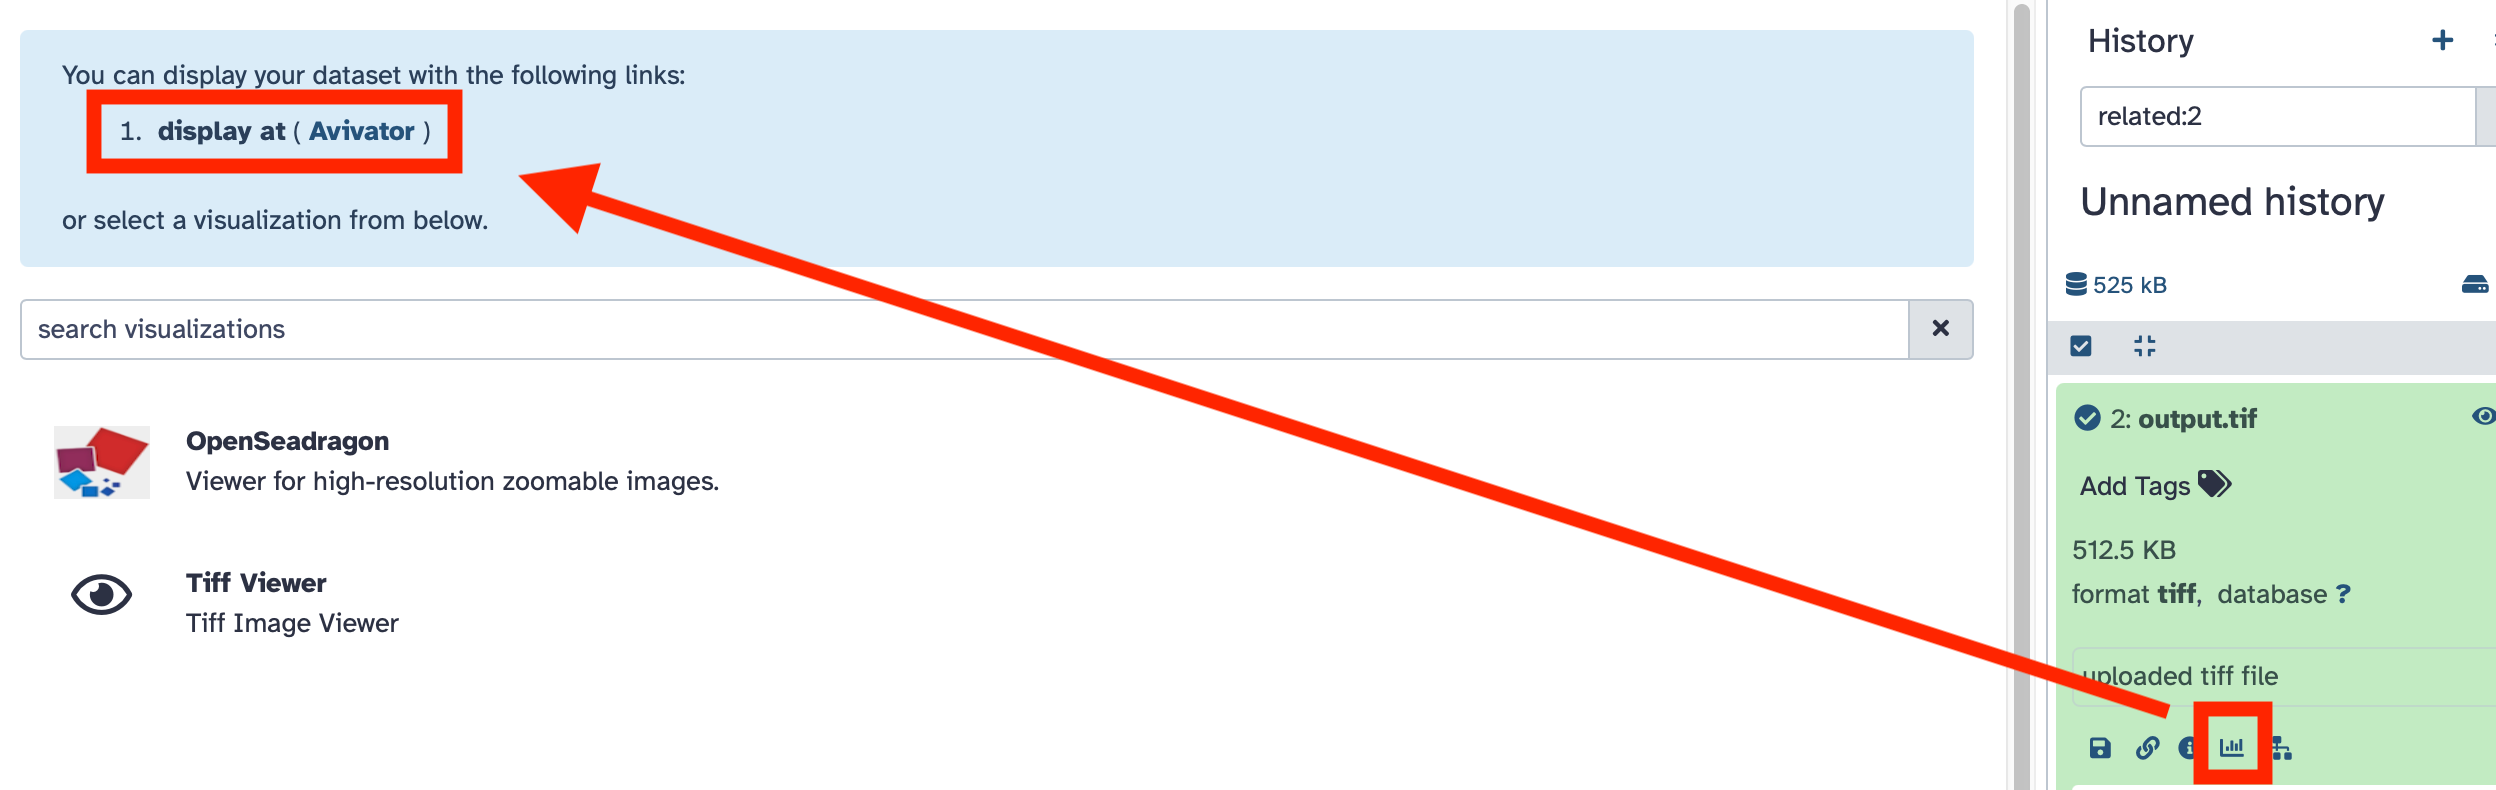 You can display your dataset with the following links:
1. display at ( Avivator )
or select a visualization from below.
search visualizations
OpenSeadragon
Viewer for high-resolution zoomable images.
Tiff Viewer
Tiff Image Viewer
History
related:2
Unnamed history
525 kB
2: output.tif
Add Tags
512.5 KB
format tiff, database ?
uploaded tiff file